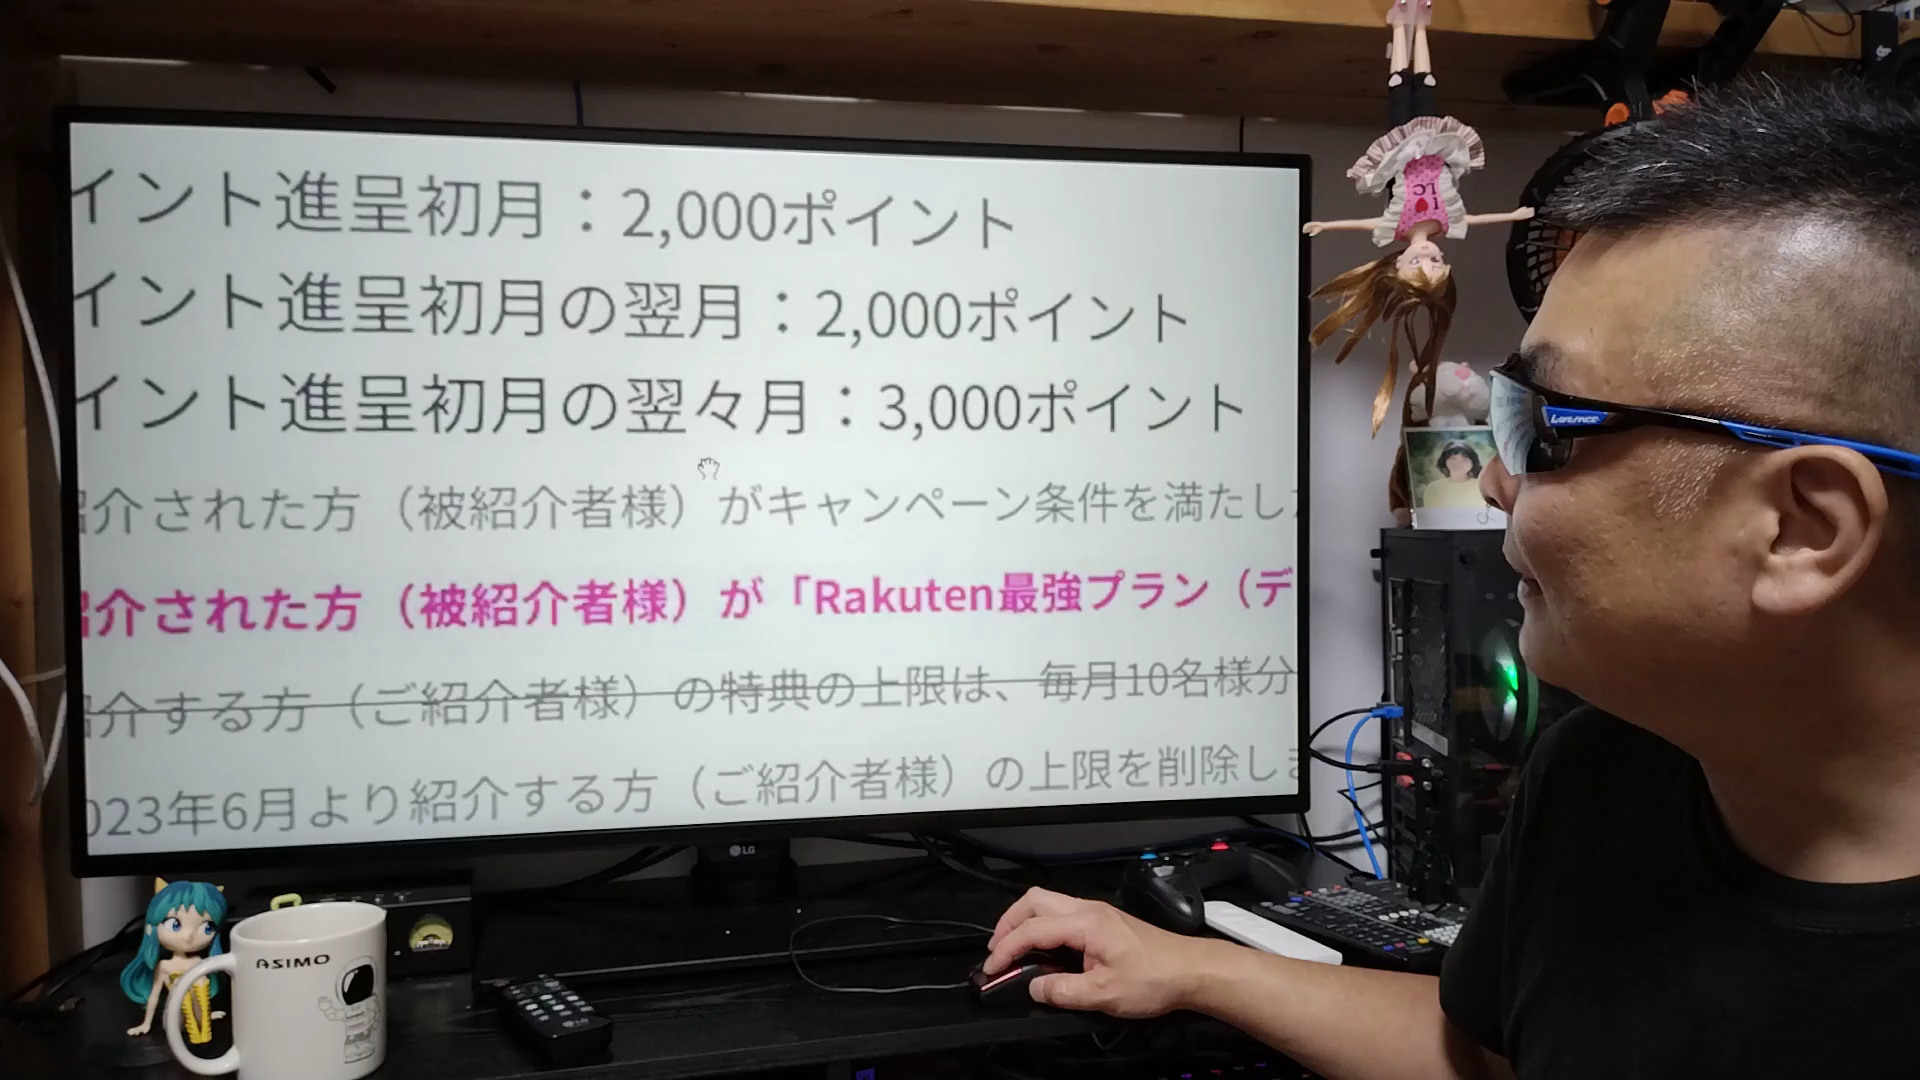 イント進呈初月：2,000ポイント
イント進呈初月の翌月：2,000ポイント
イント進呈初月の翌々月：3,000ポイント
介された方（被紹介者様）がキャンペーン条件を満たし
介された方（被紹介者様）が「Rakuten最強プラン（デ
介する方（ご紹介者様）の特典の上限は、毎月10名様分
023年6月より紹介する方（ご紹介者様）の上限を削除し
LG
ASIMO
LG